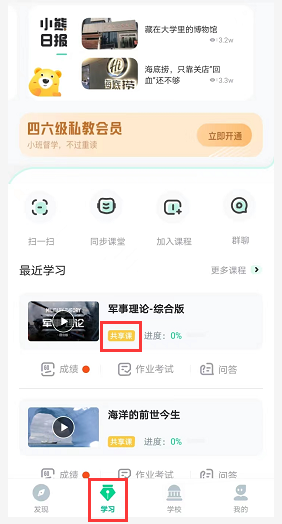 小熊
日报
藏在大学里的博物馆
3.2w
海底捞，只靠关店“回
血”还不够
3.3w
四六级私教会员
小班督学，不过重读
立即开通
扫一扫
同步课堂
加入课程
群聊
最近学习
更多课程
军事理论-综合版
共享课
进度：0%
成绩
作业考试
问答
海洋的前世今生
共享课
进度：0%
成绩
作业考试
问答
发现
学习
学校
我的